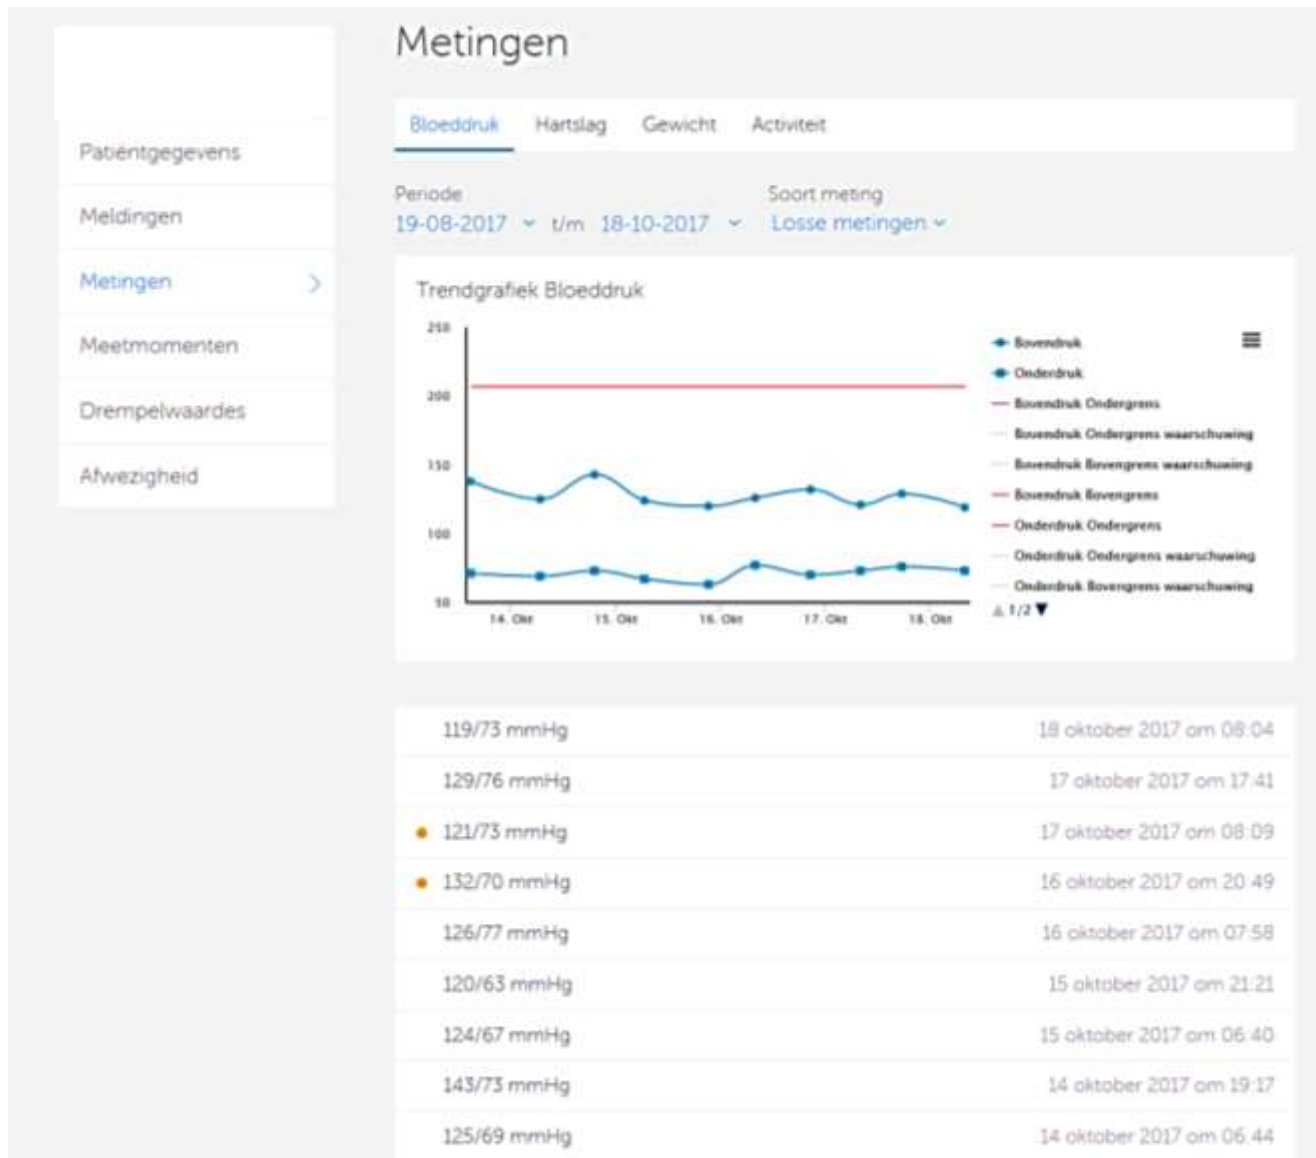 Metingen
Bloeddruk Hartslag Gewicht Activiteit
Patiëntgegevens
Meldingen
Metingen
Meetmomenten
Drempelwaardes
Afwezigheid
Periode Soort meting
19-08-2017 t/m 18-10-2017 Losse metingen
Trendgrafiek Bloeddruk
250
200
150
100
50
14. Okt 15. Okt 16. Okt 17. Okt 18. Okt
Bovendruk
Onderdruk
Bovendruk Ondergrens
Bovendruk Ondergrens waarschuwing
Bovendruk Bovengrens waarschuwing
Bovendruk Bovengrens
Onderdruk Ondergrens
Onderdruk Ondergrens waarschuwing
Onderdruk Bovengrens waarschuwing
1/2
119/73 mmHg 18 oktober 2017 om 08:04
129/76 mmHg 17 oktober 2017 om 17:41
121/73 mmHg 17 oktober 2017 om 08:09
132/70 mmHg 16 oktober 2017 om 20:49
126/77 mmHg 16 oktober 2017 om 07:58
120/63 mmHg 15 oktober 2017 om 21:21
124/67 mmHg 15 oktober 2017 om 06:40
143/73 mmHg 14 oktober 2017 om 19:17
125/69 mmHg 14 oktober 2017 om 06:44